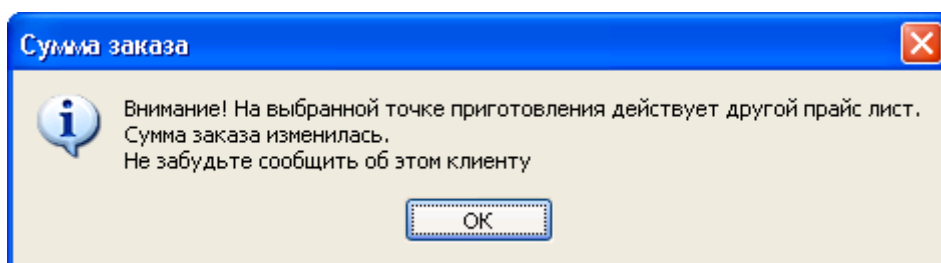 Сумма заказа
Внимание! На выбранной точке приготовления действует другой прайс лист.
Сумма заказа изменилась.
Не забудьте сообщить об этом клиенту
ОК